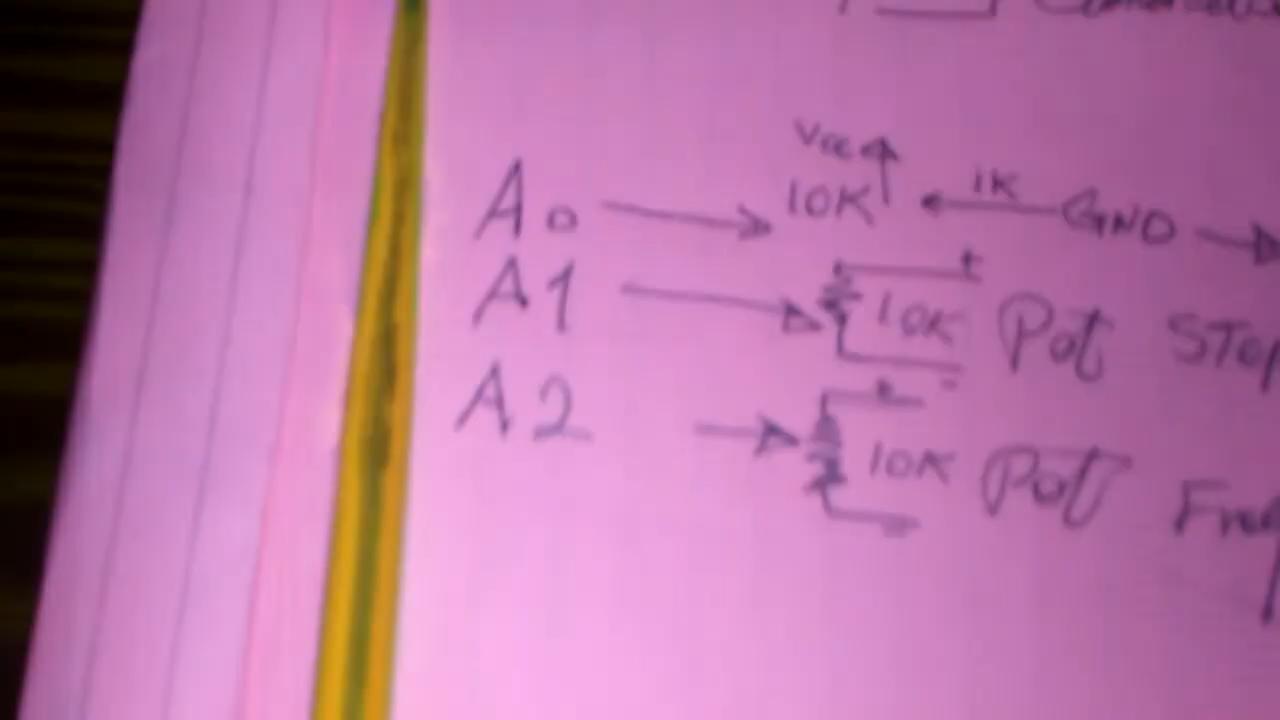 Vcc
A0 10K 1K GND
+
A1 10K Pot
-
+
A2 10K Pot
-